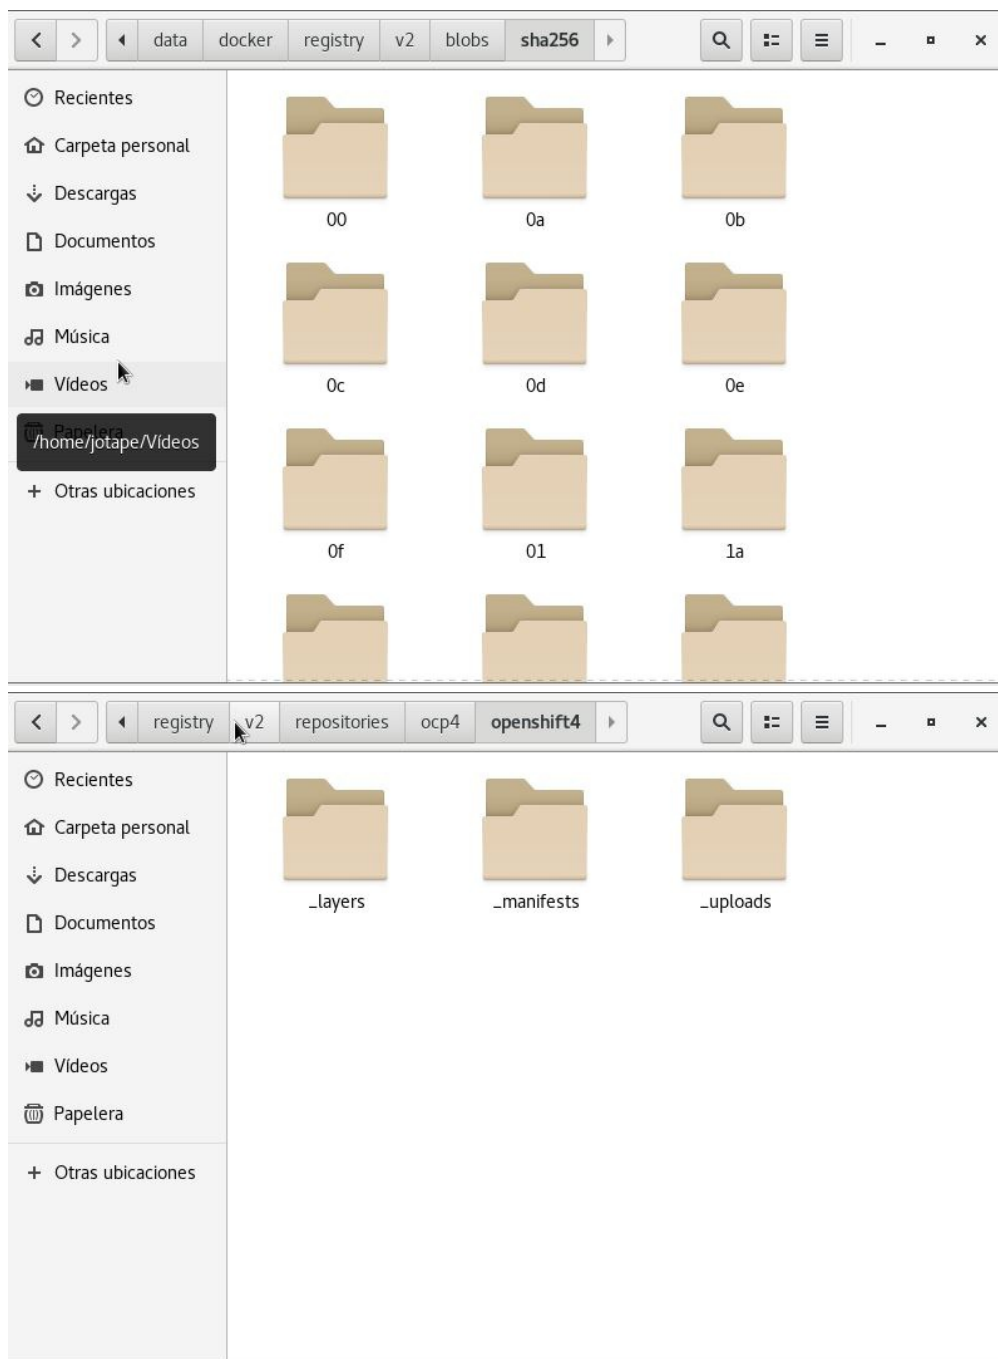 data docker registry v2 blobs sha256
Recientes
Carpeta personal
Descargas
Documentos
Imágenes
Música
Vídeos
Papelera
/home/jotape/Vídeos
Otras ubicaciones
00 0a 0b
0c 0d 0e
0f 01 1a
registry v2 repositories ocp4 openshift4
Recientes
Carpeta personal
Descargas
Documentos
Imágenes
Música
Vídeos
Papelera
Otras ubicaciones
_layers _manifests _uploads